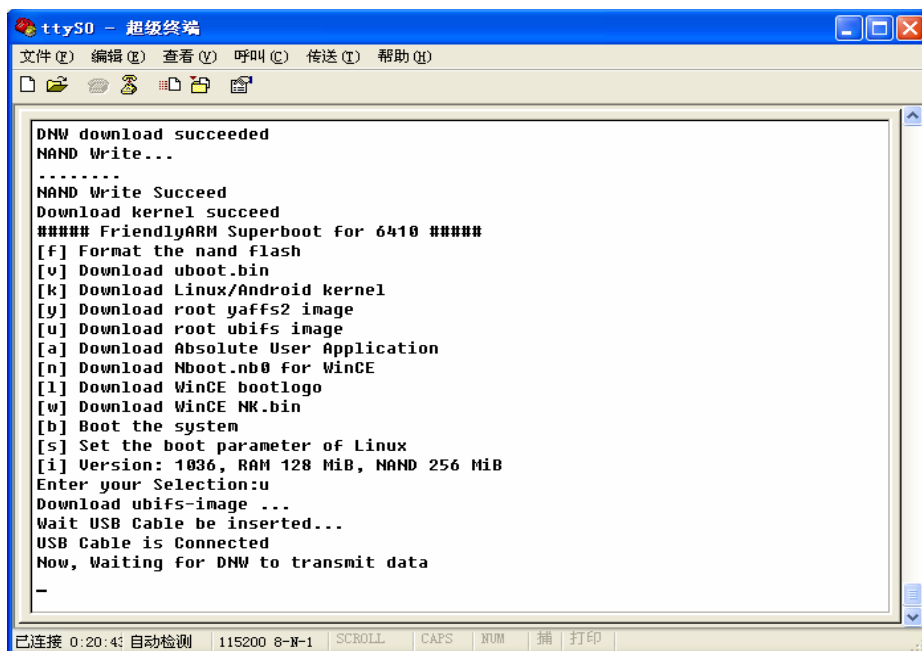 ttyS0 - 超级终端
文件(F) 编辑(E) 查看(V) 呼叫(C) 传送(T) 帮助(H)
DNW download succeeded
NAND Write...
........
NAND Write Succeed
Download kernel succeed
##### FriendlyARM Superboot for 6410 #####
[f] Format the nand flash
[v] Download uboot.bin
[k] Download Linux/Android kernel
[y] Download root yaffs2 image
[u] Download root ubifs image
[a] Download Absolute User Application
[n] Download Nboot.nb0 for WinCE
[l] Download WinCE bootlogo
[w] Download WinCE NK.bin
[b] Boot the system
[s] Set the boot parameter of Linux
[i] Version: 1036, RAM 128 MiB, NAND 256 MiB
Enter your Selection:u
Download ubifs-image ...
Wait USB Cable be inserted...
USB Cable is Connected
Now, Waiting for DNW to transmit data
_
已连接 0:20:43 自动检测 115200 8-N-1 SCROLL CAPS NUM 捕 打印